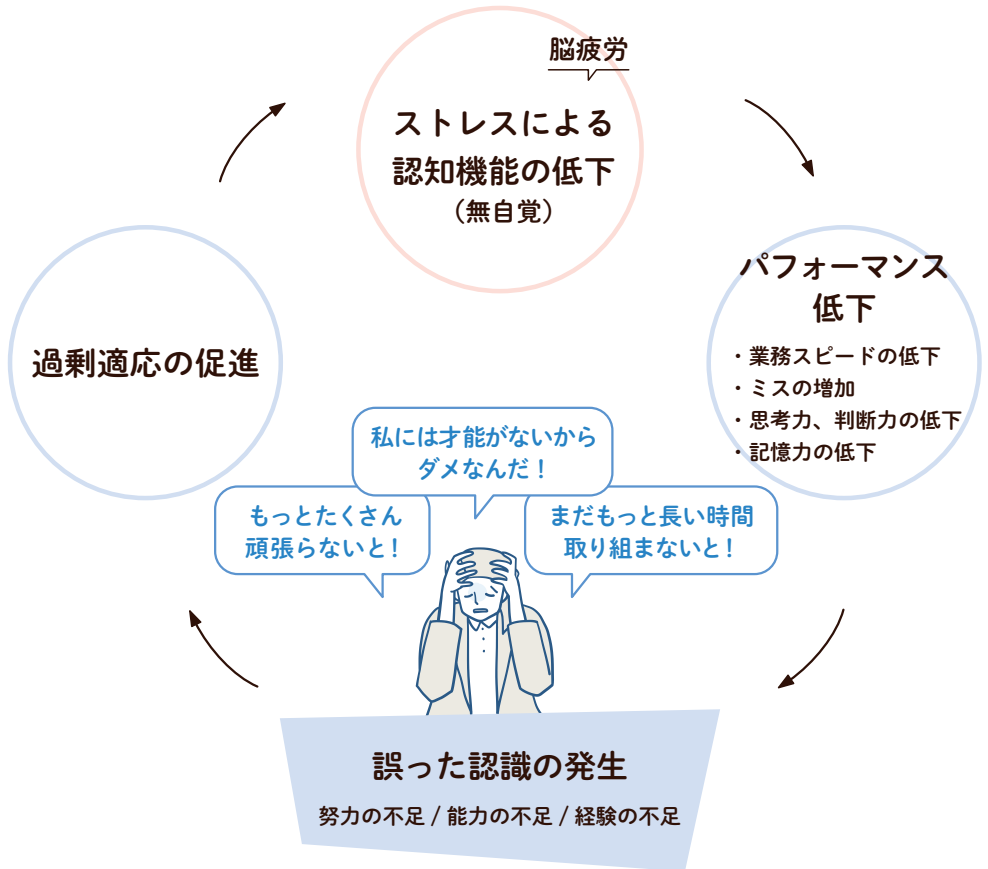 脳疲労
ストレスによる
認知機能の低下
（無自覚）
パフォーマンス
低下
・業務スピードの低下
・ミスの増加
・思考力、判断力の低下
・記憶力の低下
過剰適応の促進
私には才能がないから
ダメなんだ！
もっとたくさん
頑張らないと！
まだもっと長い時間
取り組まないと！
誤った認識の発生
努力の不足 / 能力の不足 / 経験の不足